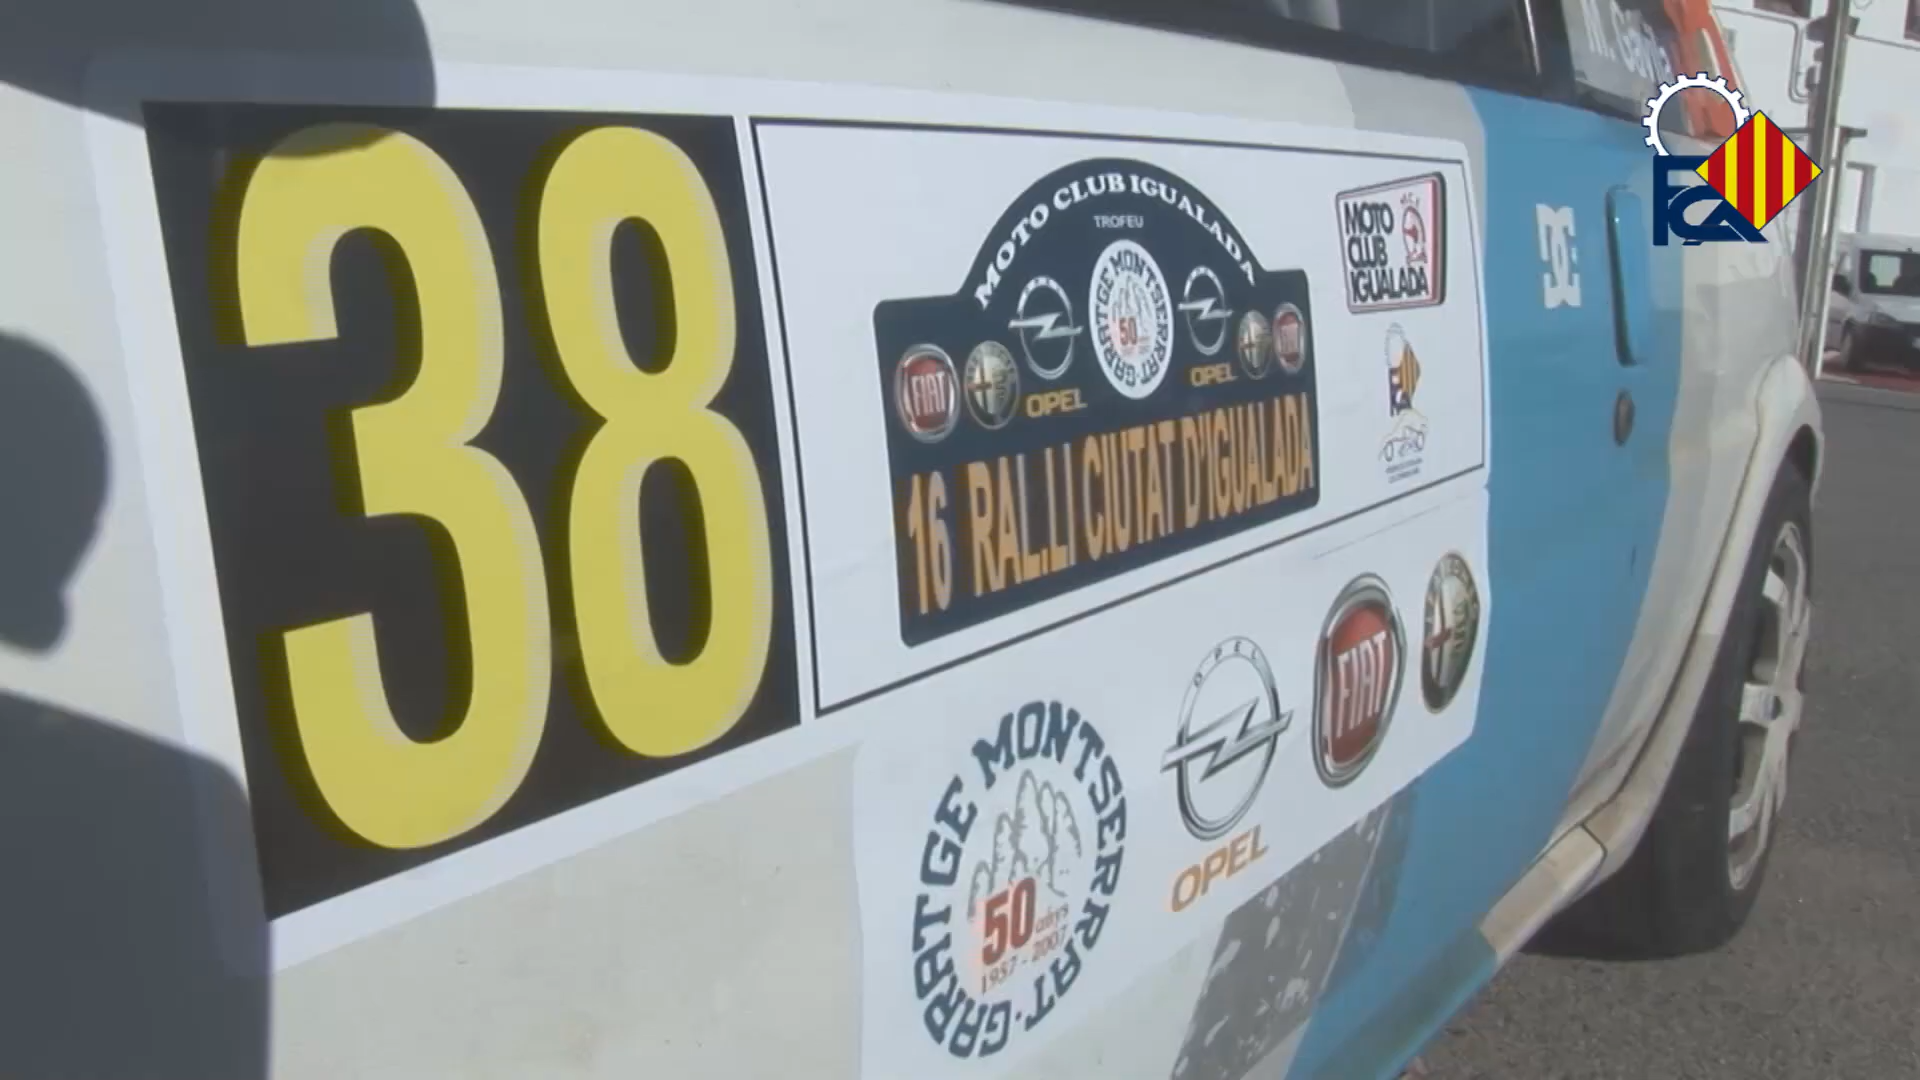 38
MOTO CLUB IGUALADA
TROFEU
GARATGE MONTSERRAT
50
FIAT
OPEL
OPEL
16 RAL.LI CIUTAT D'IGUALADA
MOTO
CLUB
IGUALADA
GARATGE MONTSERRAT
50 anys
1957 - 2007
OPEL
OPEL
FIAT
FCA